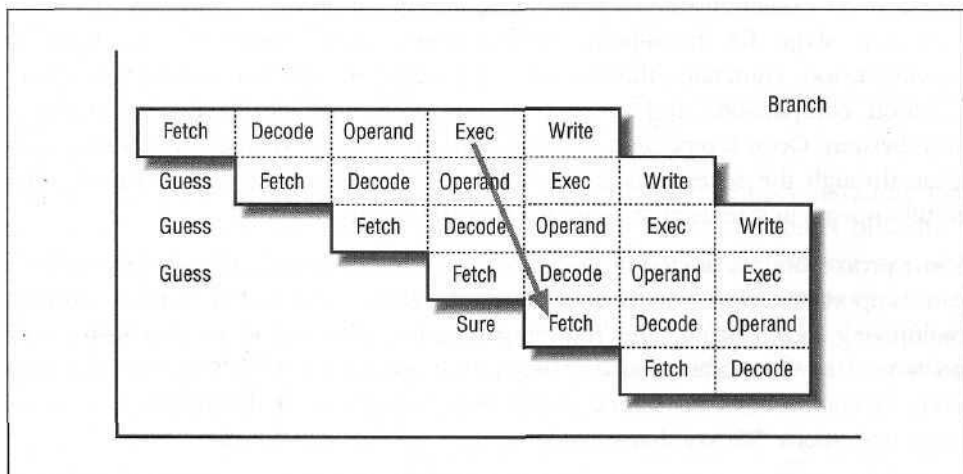 Branch
Fetch Decode Operand Exec Write
Guess Fetch Decode Operand Exec Write
Guess Fetch Decode Operand Exec Write
Guess Fetch Decode Operand Exec
Sure Fetch Decode Operand
Fetch Decode